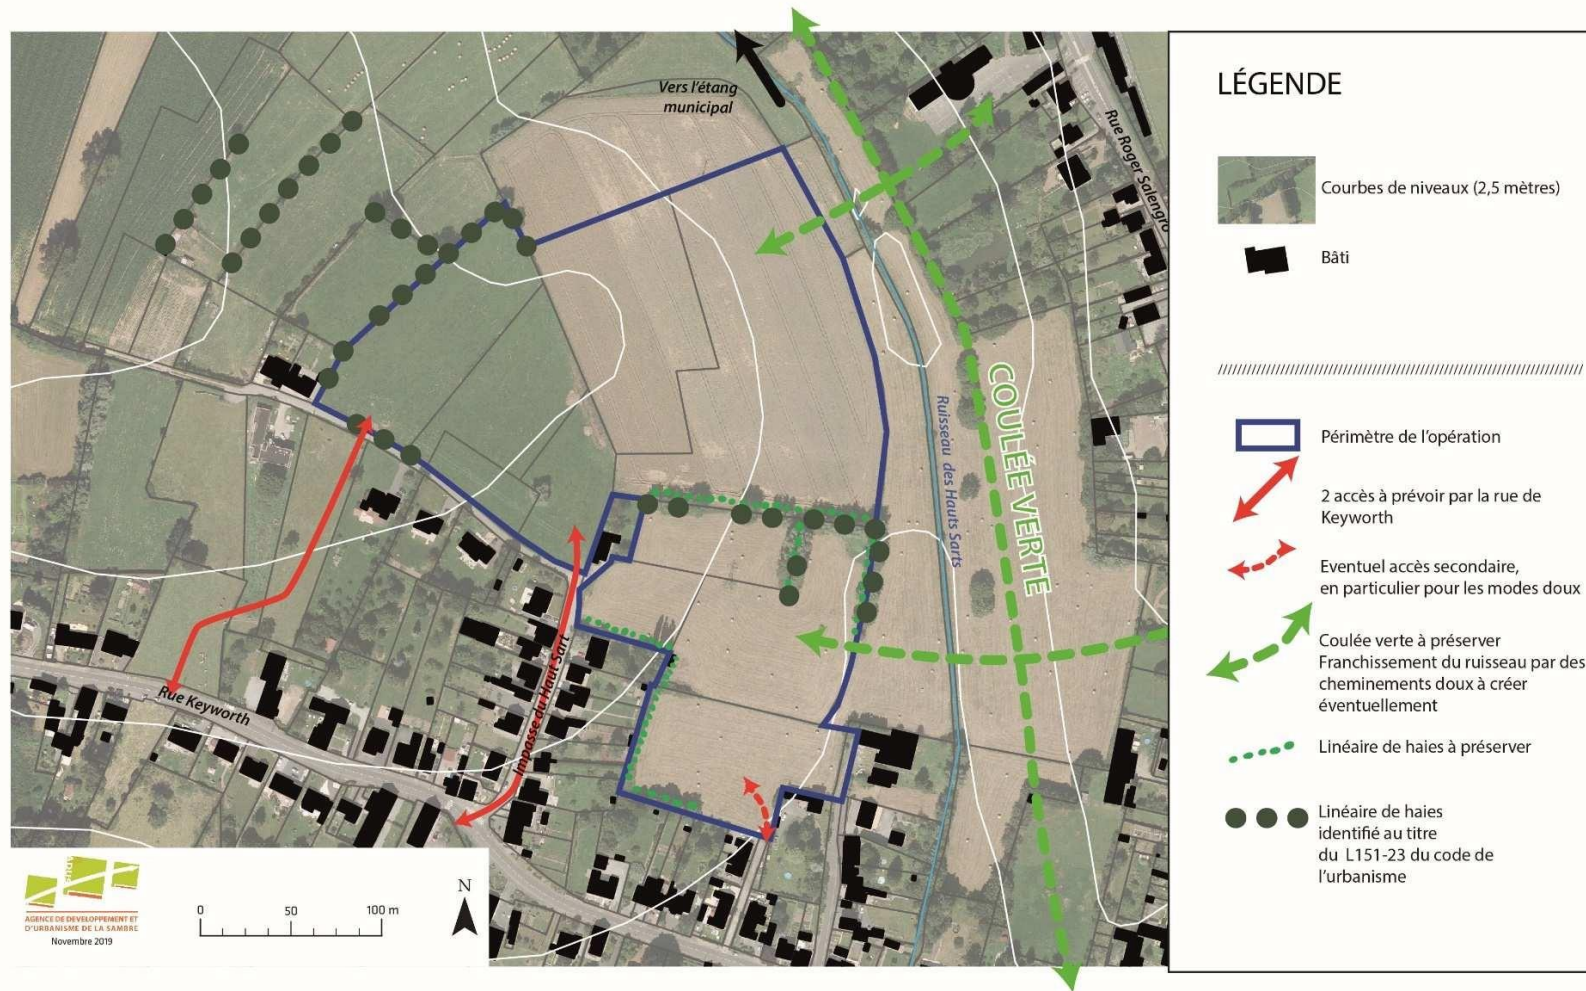 Vers l'étang
municipal
Rue Roger Salengro
COULÉE VERTE
Ruisseau des Hauts Sarts
Impasse du Haut Sart
Rue Keyworth
AGENCE DE DEVELOPPEMENT ET
D'URBANISME DE LA SAMBRE
Novembre 2019
0 50 100 m
N
LÉGENDE
Courbes de niveaux (2,5 mètres)
Bâti
Périmètre de l'opération
2 accès à prévoir par la rue de
Keyworth
Eventuel accès secondaire,
en particulier pour les modes doux
Coulée verte à préserver
Franchissement du ruisseau par des
cheminements doux à créer
éventuellement
Linéaire de haies à préserver
Linéaire de haies
identifié au titre
du L151-23 du code de
l'urbanisme